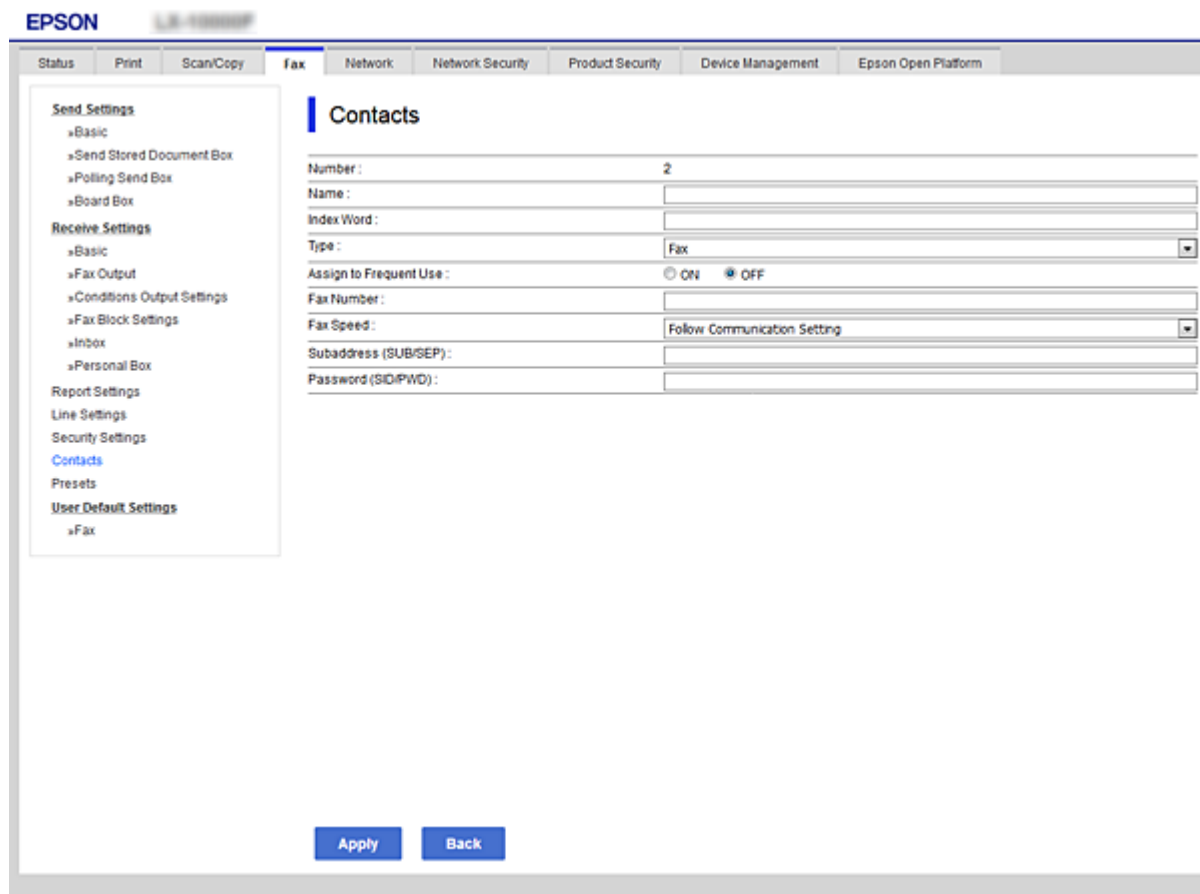 EPSON
Status Print Scan/Copy Fax Network Network Security Product Security Device Management Epson Open Platform
Send Settings
»Basic
»Send Stored Document Box
»Polling Send Box
»Board Box
Receive Settings
»Basic
»Fax Output
»Conditions Output Settings
»Fax Block Settings
»Inbox
»Personal Box
Report Settings
Line Settings
Security Settings
Contacts
Presets
User Default Settings
»Fax
Contacts
Number : 2
Name :
Index Word :
Type : Fax
Assign to Frequent Use : ON OFF
Fax Number :
Fax Speed : Follow Communication Setting
Subaddress (SUB/SEP) :
Password (SID/PWD) :
Apply Back